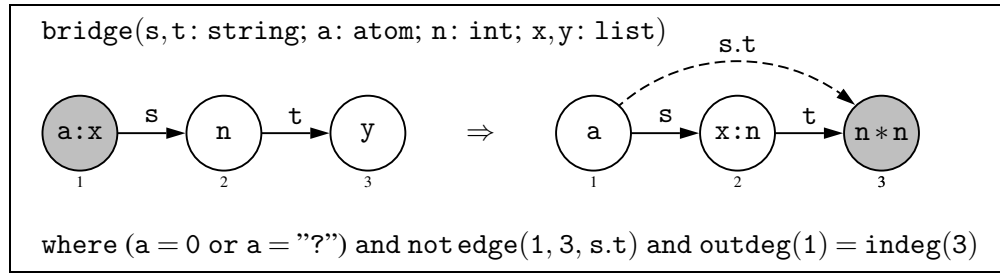 bridge(s,t: string; a: atom; n: int; x,y: list)
s.t
a:x s n t y ⇒ a s x:n t n∗n
1 2 3 1 2 3
where (a = 0 or a = ”?”) and not edge(1, 3, s.t) and outdeg(1) = indeg(3)